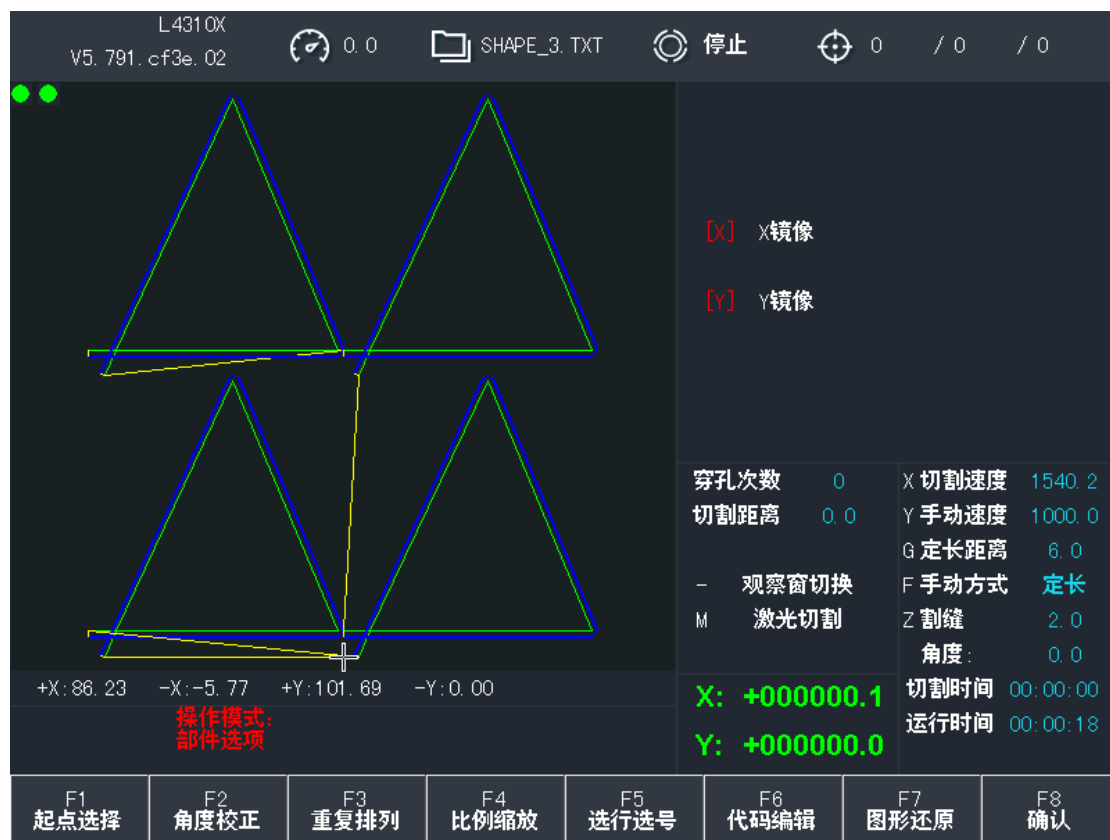 L4310X
V5.791.cf3e.02
0.0
SHAPE_3.TXT
停止
0 / 0 / 0
[X] X镜像
[Y] Y镜像
穿孔次数 0
切割距离 0.0
- 观察窗切换
M 激光切割
X 切割速度 1540.2
Y 手动速度 1000.0
G 定长距离 6.0
F 手动方式 定长
Z 割缝 2.0
角度: 0.0
切割时间 00:00:00
运行时间 00:00:18
+X:86.23 -X:-5.77 +Y:101.69 -Y:0.00
操作模式:
部件选项
X: +000000.1
Y: +000000.0
F1
起点选择
F2
角度校正
F3
重复排列
F4
比例缩放
F5
选行选号
F6
代码编辑
F7
图形还原
F8
确认